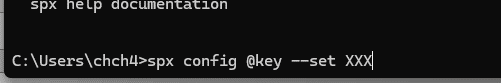 spx help documentation
C:\Users\chch4>spx config @key --set XXX